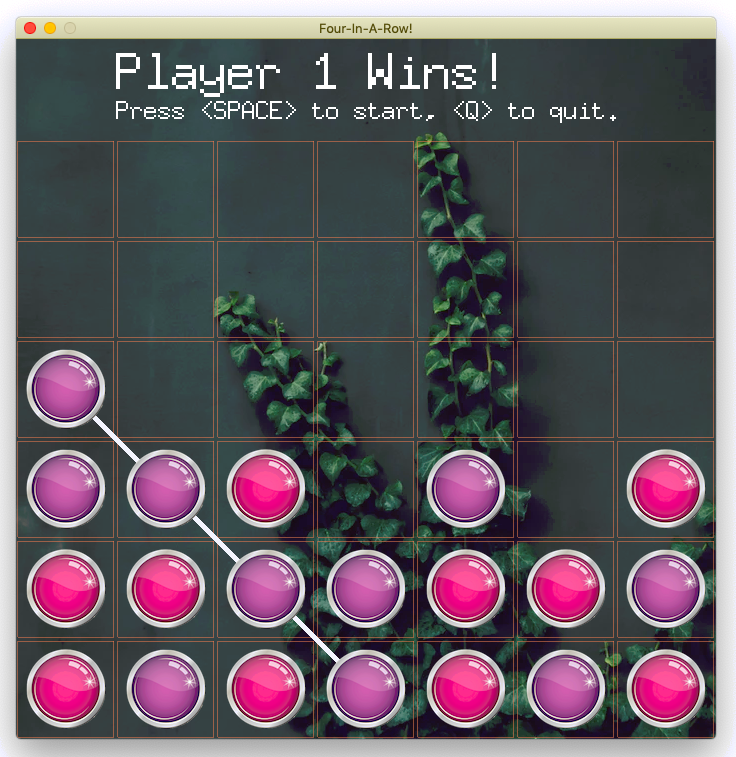 Four-In-A-Row!
Player 1 Wins!
Press <SPACE> to start, <Q> to quit.